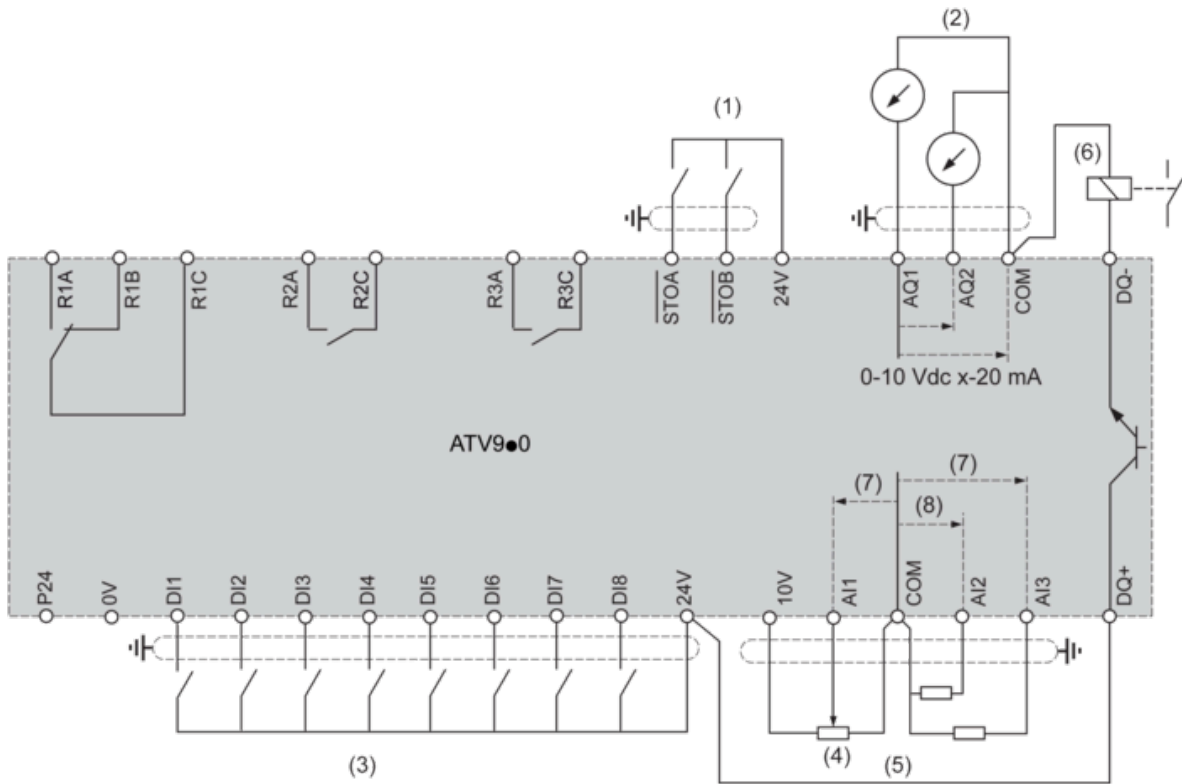 (2)
(1)
(6)
R1A
R1B
R1C
R2A
R2C
R3A
R3C
STOA
STOB
24V
AQ1
AQ2
COM
DQ-
0-10 Vdc x-20 mA
ATV9●0
(7)
(7)
(8)
P24
0V
DI1
DI2
DI3
DI4
DI5
DI6
DI7
DI8
24V
10V
AI1
COM
AI2
AI3
DQ+
(3)
(4)
(5)